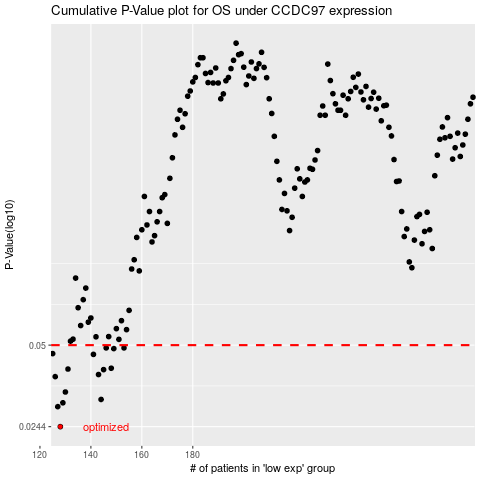 Cumulative P-Value plot for OS under CCDC97 expression
P-Value(log10)
0.05
0.0244
optimized
120 140 160 180
# of patients in 'low exp' group